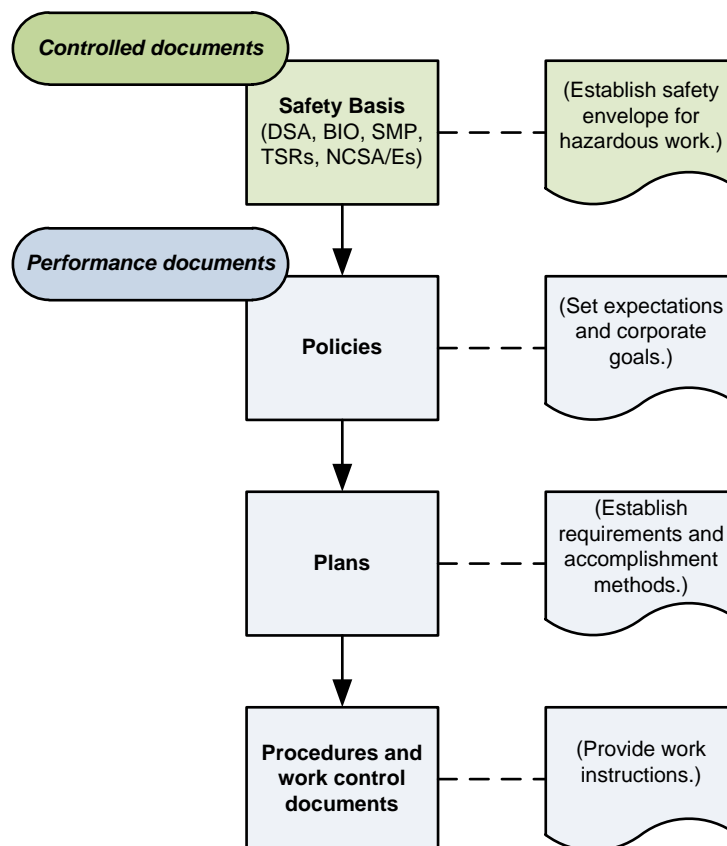 Controlled documents
Safety Basis
(DSA, BIO, SMP,
TSRs, NCSA/Es)
(Establish safety
envelope for
hazardous work.)
Performance documents
Policies
(Set expectations
and corporate
goals.)
Plans
(Establish
requirements and
accomplishment
methods.)
Procedures and
work control
documents
(Provide work
instructions.)